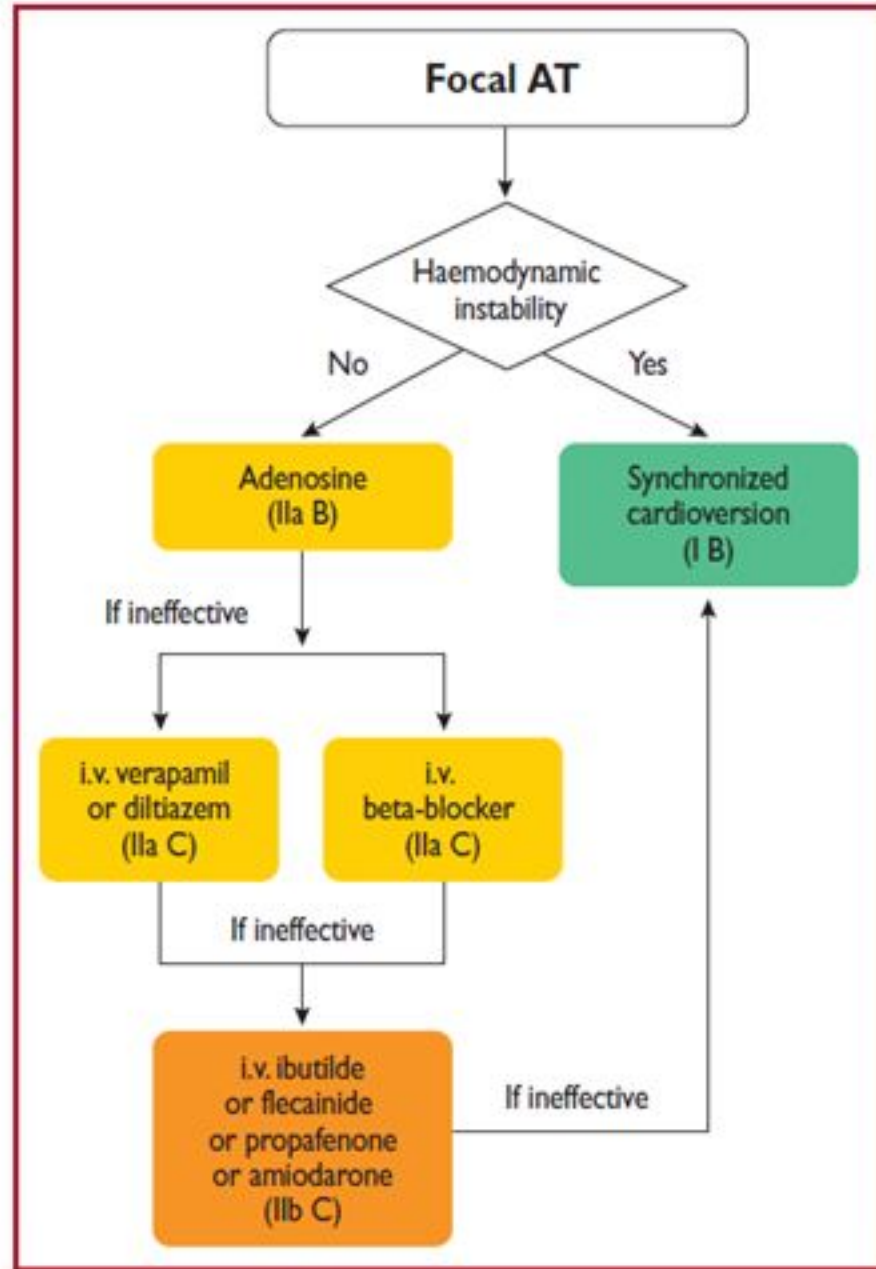 Focal AT
Haemodynamic
instability
No
Yes
Adenosine
(IIa B)
Synchronized
cardioversion
(I B)
If ineffective
i.v. verapamil
or diltiazem
(IIa C)
i.v.
beta-blocker
(IIa C)
If ineffective
i.v. ibutilde
or flecainide
or propafenone
or amiodarone
(IIb C)
If ineffective